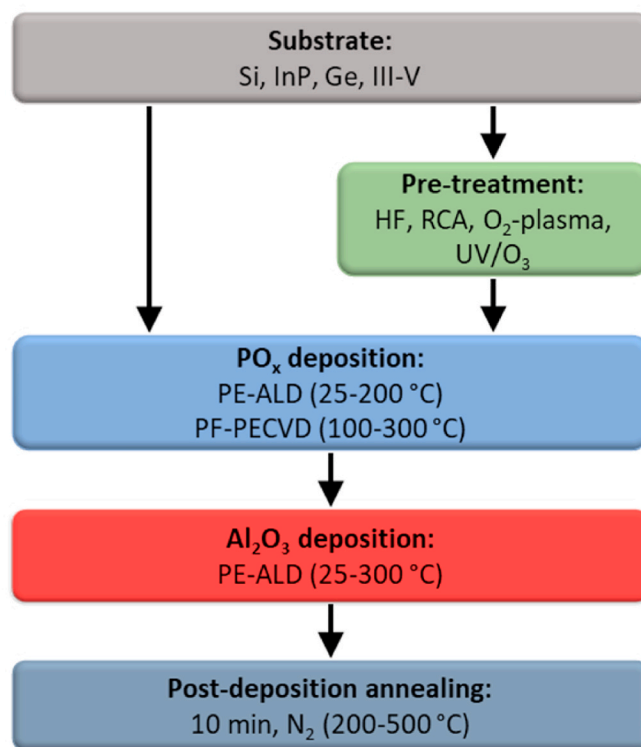 Substrate:
Si, InP, Ge, III-V
Pre-treatment:
HF, RCA, O₂-plasma,
UV/O₃
POₓ deposition:
PE-ALD (25-200 °C)
PF-PECVD (100-300 °C)
Al₂O₃ deposition:
PE-ALD (25-300 °C)
Post-deposition annealing:
10 min, N₂ (200-500 °C)